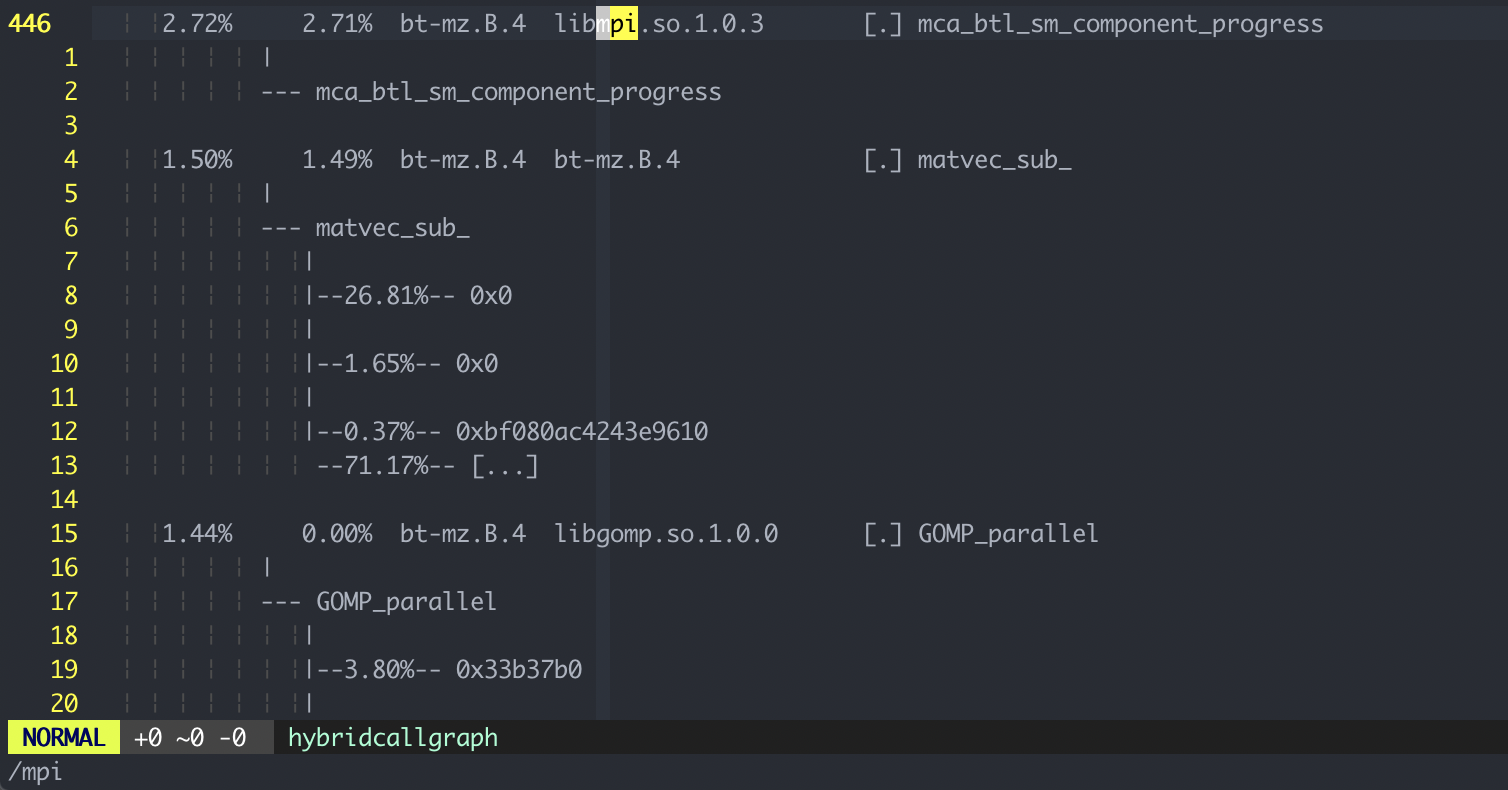 446 2.72% 2.71% bt-mz.B.4 libmpi.so.1.0.3 [.] mca_btl_sm_component_progress
1 |
2 --- mca_btl_sm_component_progress
3
4 1.50% 1.49% bt-mz.B.4 bt-mz.B.4 [.] matvec_sub_
5 |
6 --- matvec_sub_
7 |
8 |--26.81%-- 0x0
9 |
10 |--1.65%-- 0x0
11 |
12 |--0.37%-- 0xbf080ac4243e9610
13 --71.17%-- [...]
14
15 1.44% 0.00% bt-mz.B.4 libgomp.so.1.0.0 [.] GOMP_parallel
16 |
17 --- GOMP_parallel
18 |
19 |--3.80%-- 0x33b37b0
20 |
NORMAL +0 ~0 -0 hybridcallgraph
/mpi